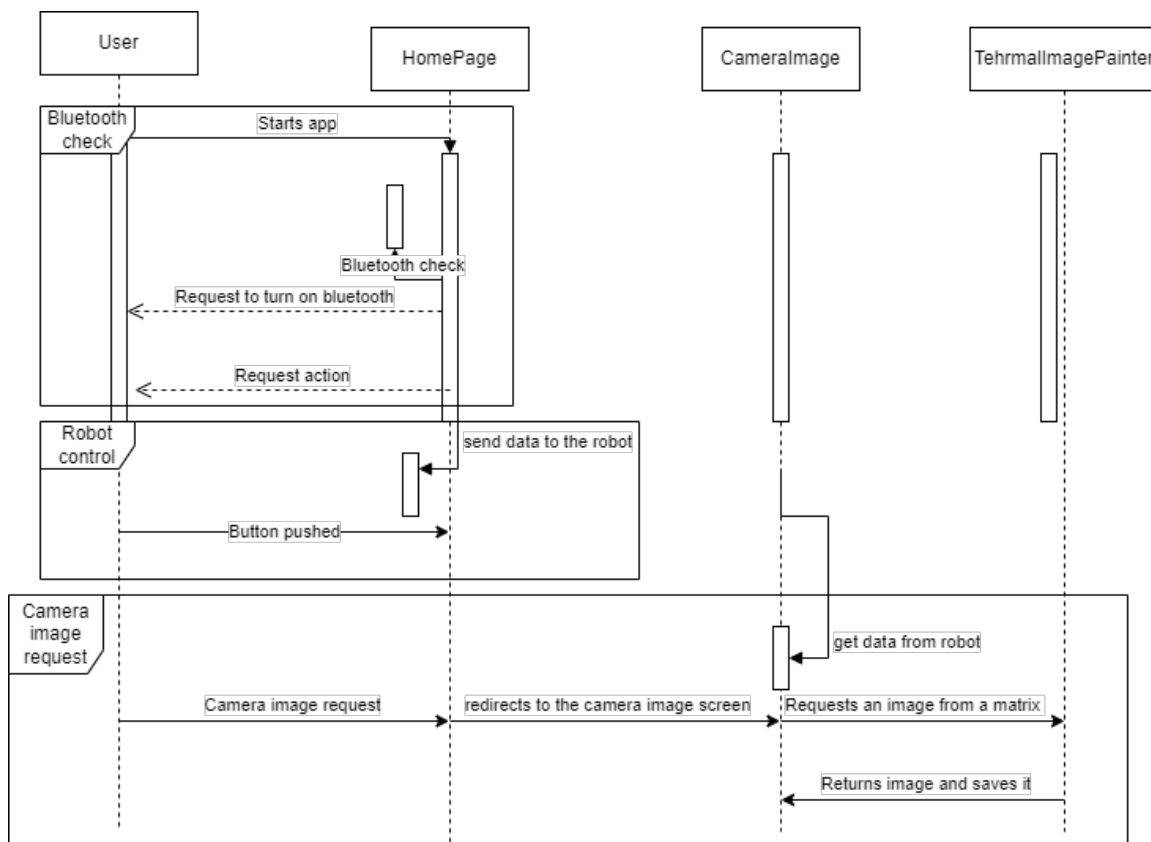 User
HomePage
CameraImage
TehrmalImagePainter
Bluetooth
check
Starts app
Bluetooth check
Request to turn on bluetooth
Request action
Robot
control
send data to the robot
Button pushed
Camera
image
request
get data from robot
Camera image request
redirects to the camera image screen
Requests an image from a matrix
Returns image and saves it